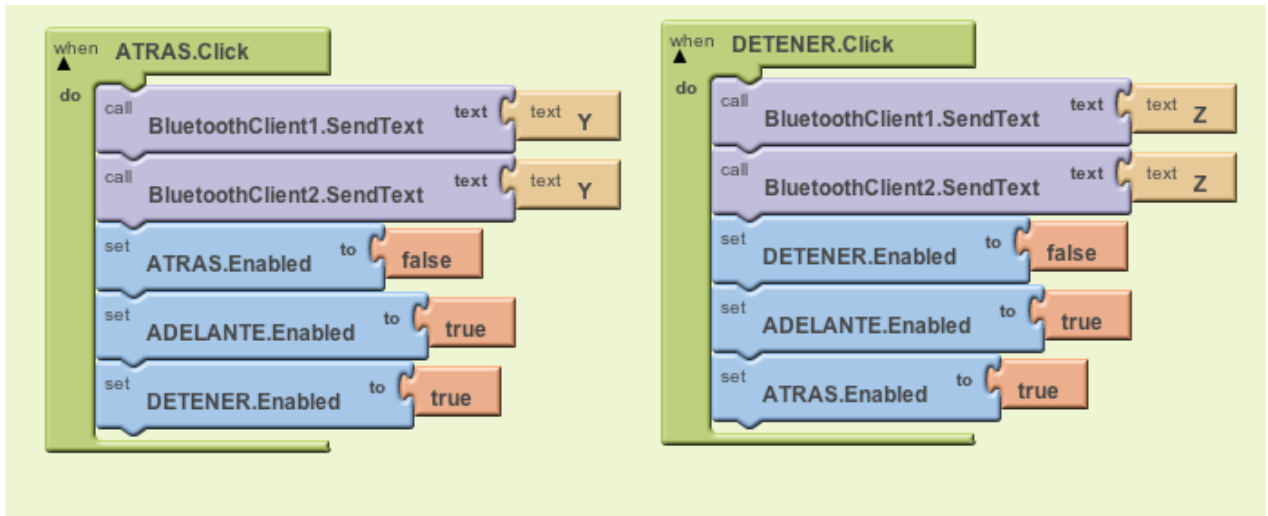 when ATRAS.Click
do
call BluetoothClient1.SendText text text Y
call BluetoothClient2.SendText text text Y
set ATRAS.Enabled to false
set ADELANTE.Enabled to true
set DETENER.Enabled to true
when DETENER.Click
do
call BluetoothClient1.SendText text text Z
call BluetoothClient2.SendText text text Z
set DETENER.Enabled to false
set ADELANTE.Enabled to true
set ATRAS.Enabled to true